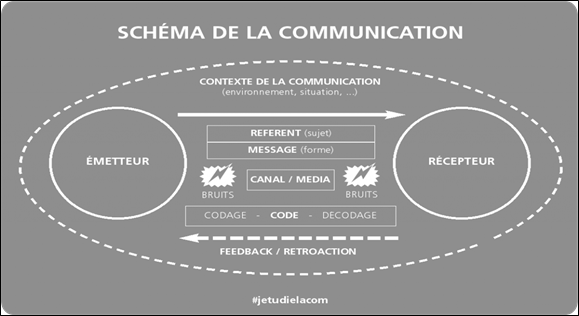 SCHÉMA DE LA COMMUNICATION
CONTEXTE DE LA COMMUNICATION
(environnement, situation, ...)
REFERENT (sujet)
MESSAGE (forme)
ÉMETTEUR
RÉCEPTEUR
CANAL / MEDIA
BRUITS
BRUITS
CODAGE - CODE - DECODAGE
FEEDBACK / RETROACTION
#jetudielacom